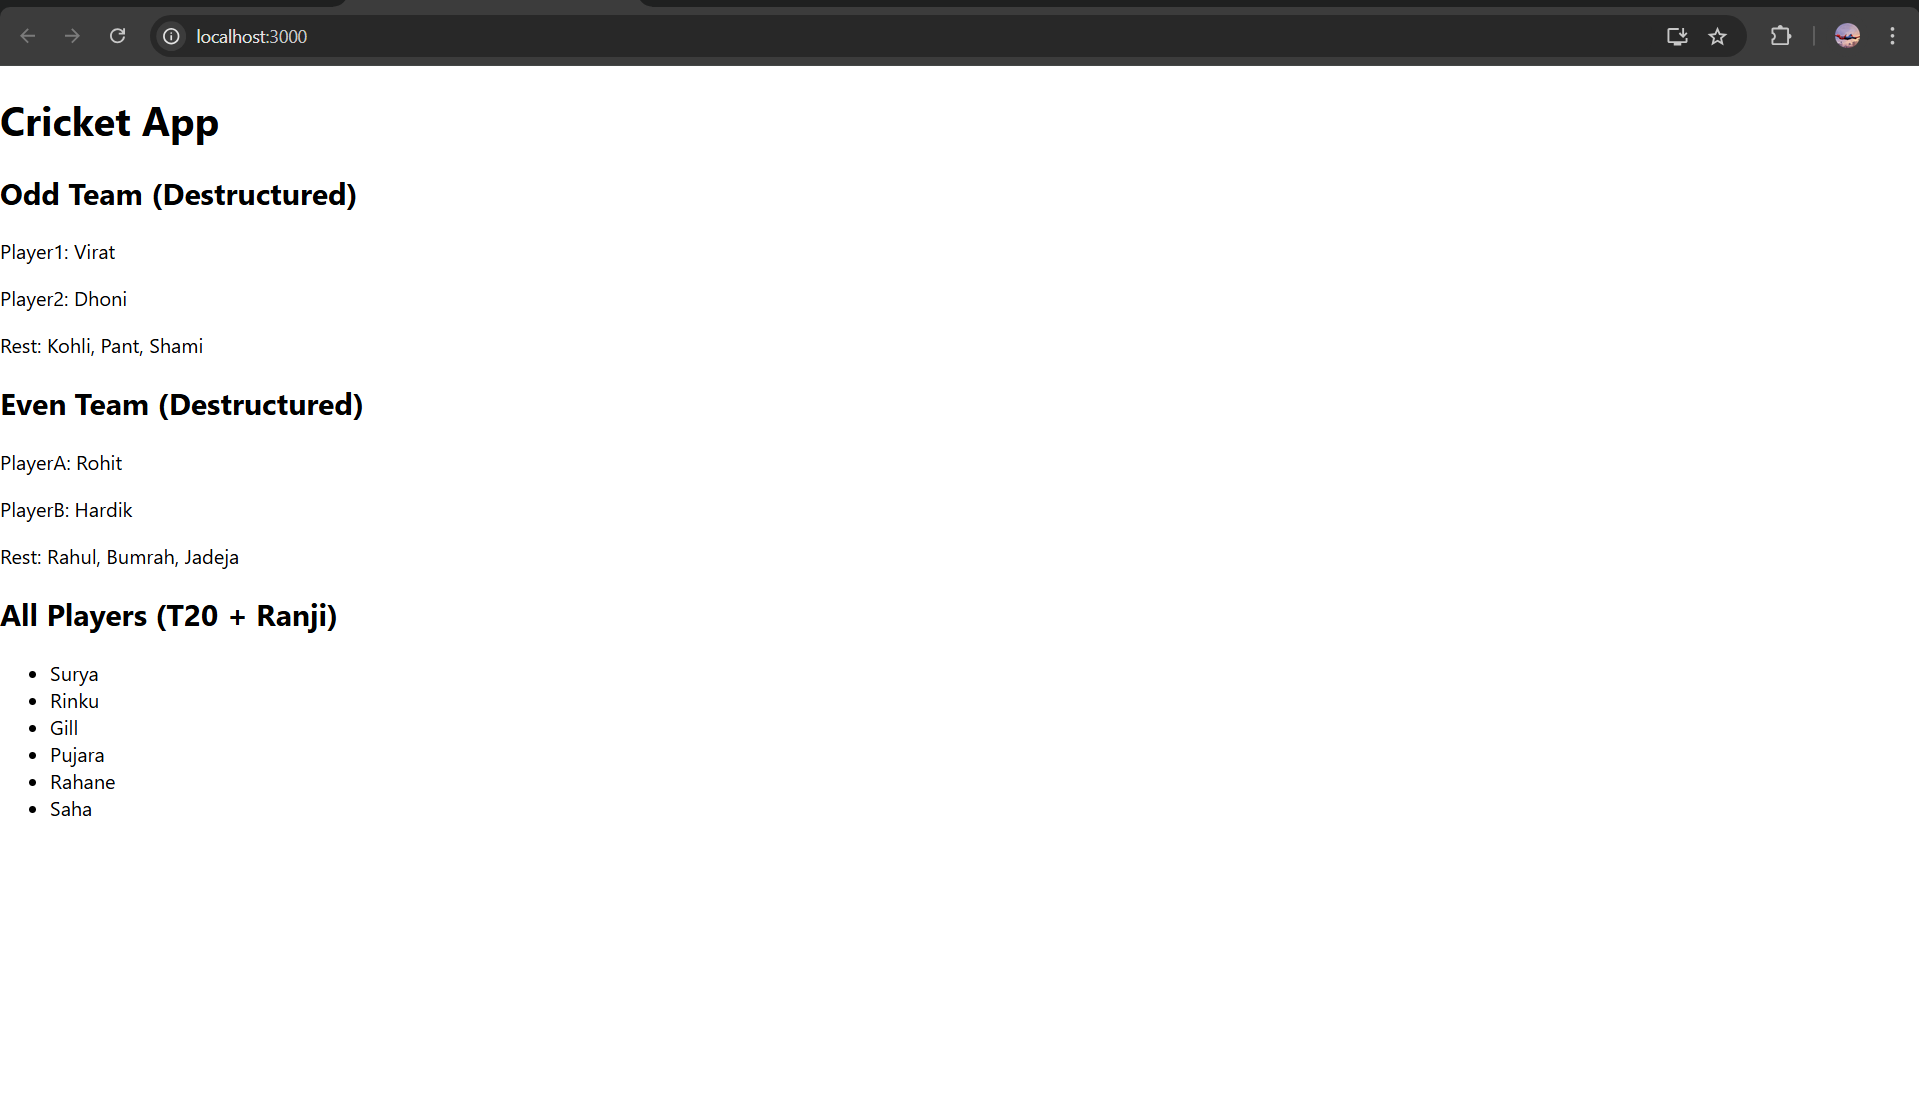 localhost:3000
Cricket App
Odd Team (Destructured)
Player1: Virat
Player2: Dhoni
Rest: Kohli, Pant, Shami
Even Team (Destructured)
PlayerA: Rohit
PlayerB: Hardik
Rest: Rahul, Bumrah, Jadeja
All Players (T20 + Ranji)
• Surya
• Rinku
• Gill
• Pujara
• Rahane
• Saha